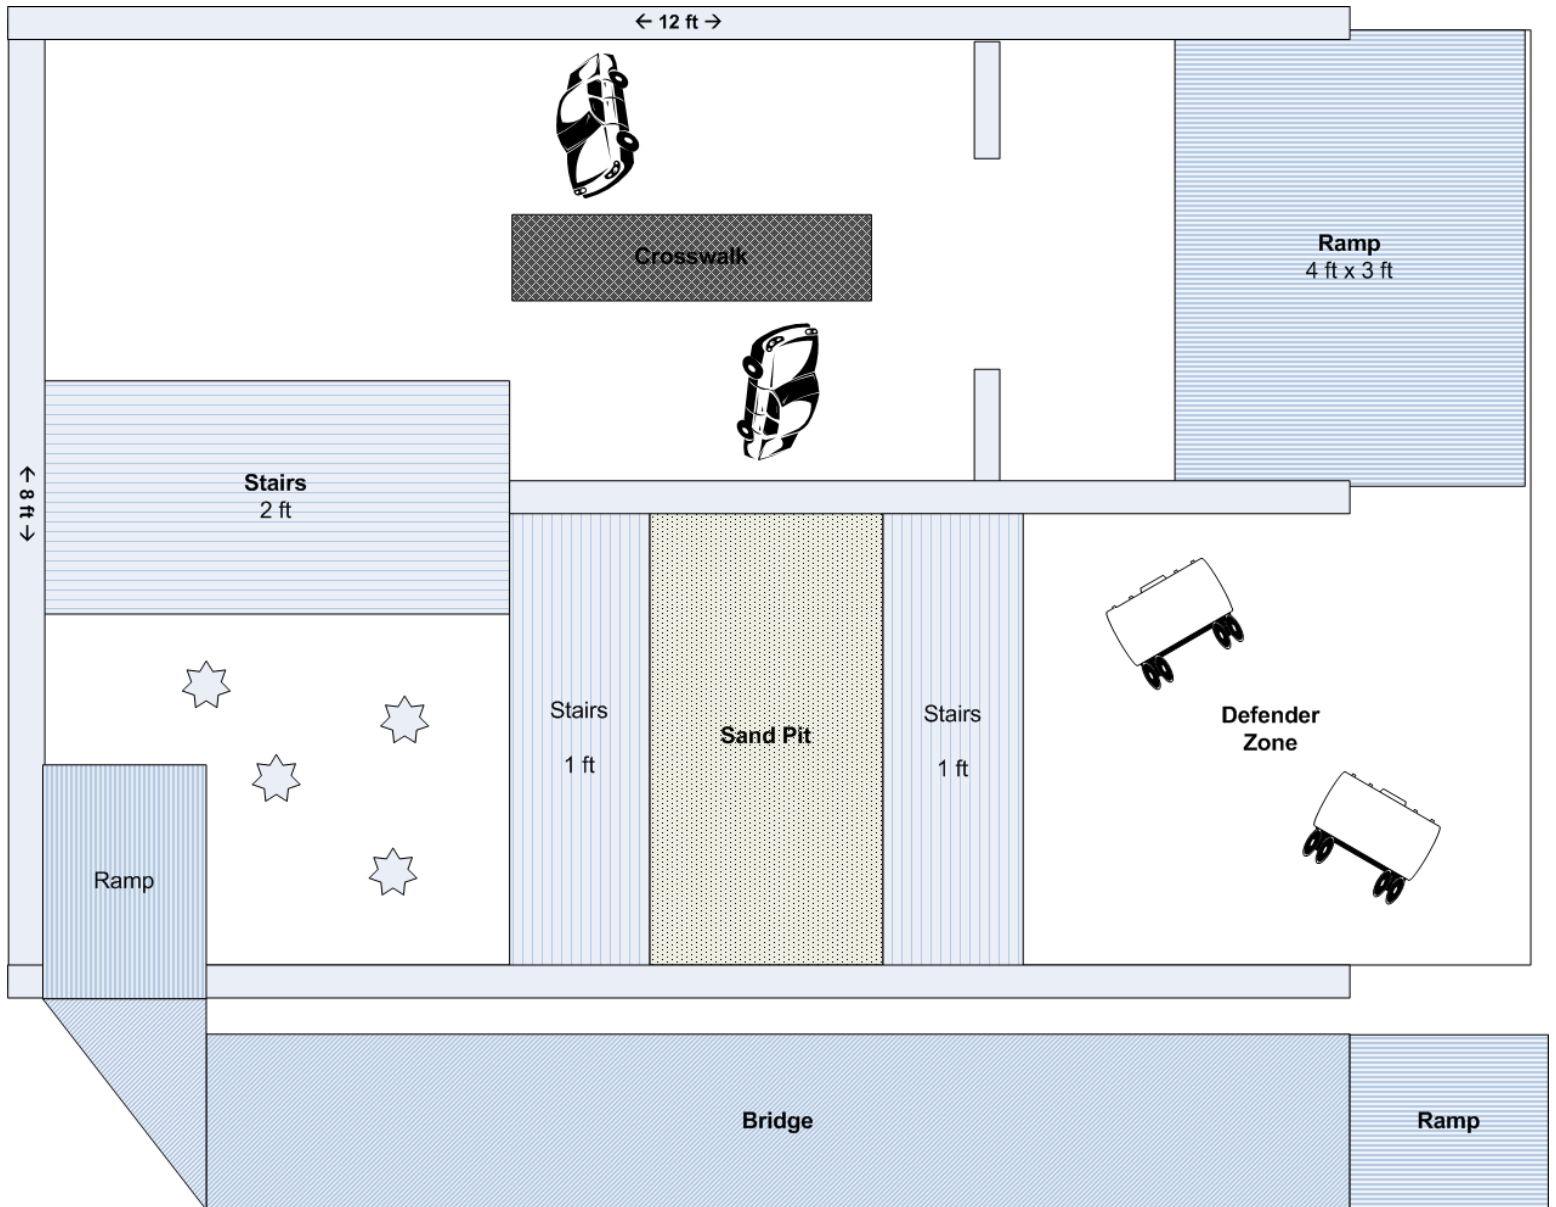 ← 12 ft →
Crosswalk
Ramp
4 ft x 3 ft
Stairs
2 ft
← 8 ft →
Stairs
1 ft
Sand Pit
Stairs
1 ft
Defender
Zone
Ramp
Bridge
Ramp